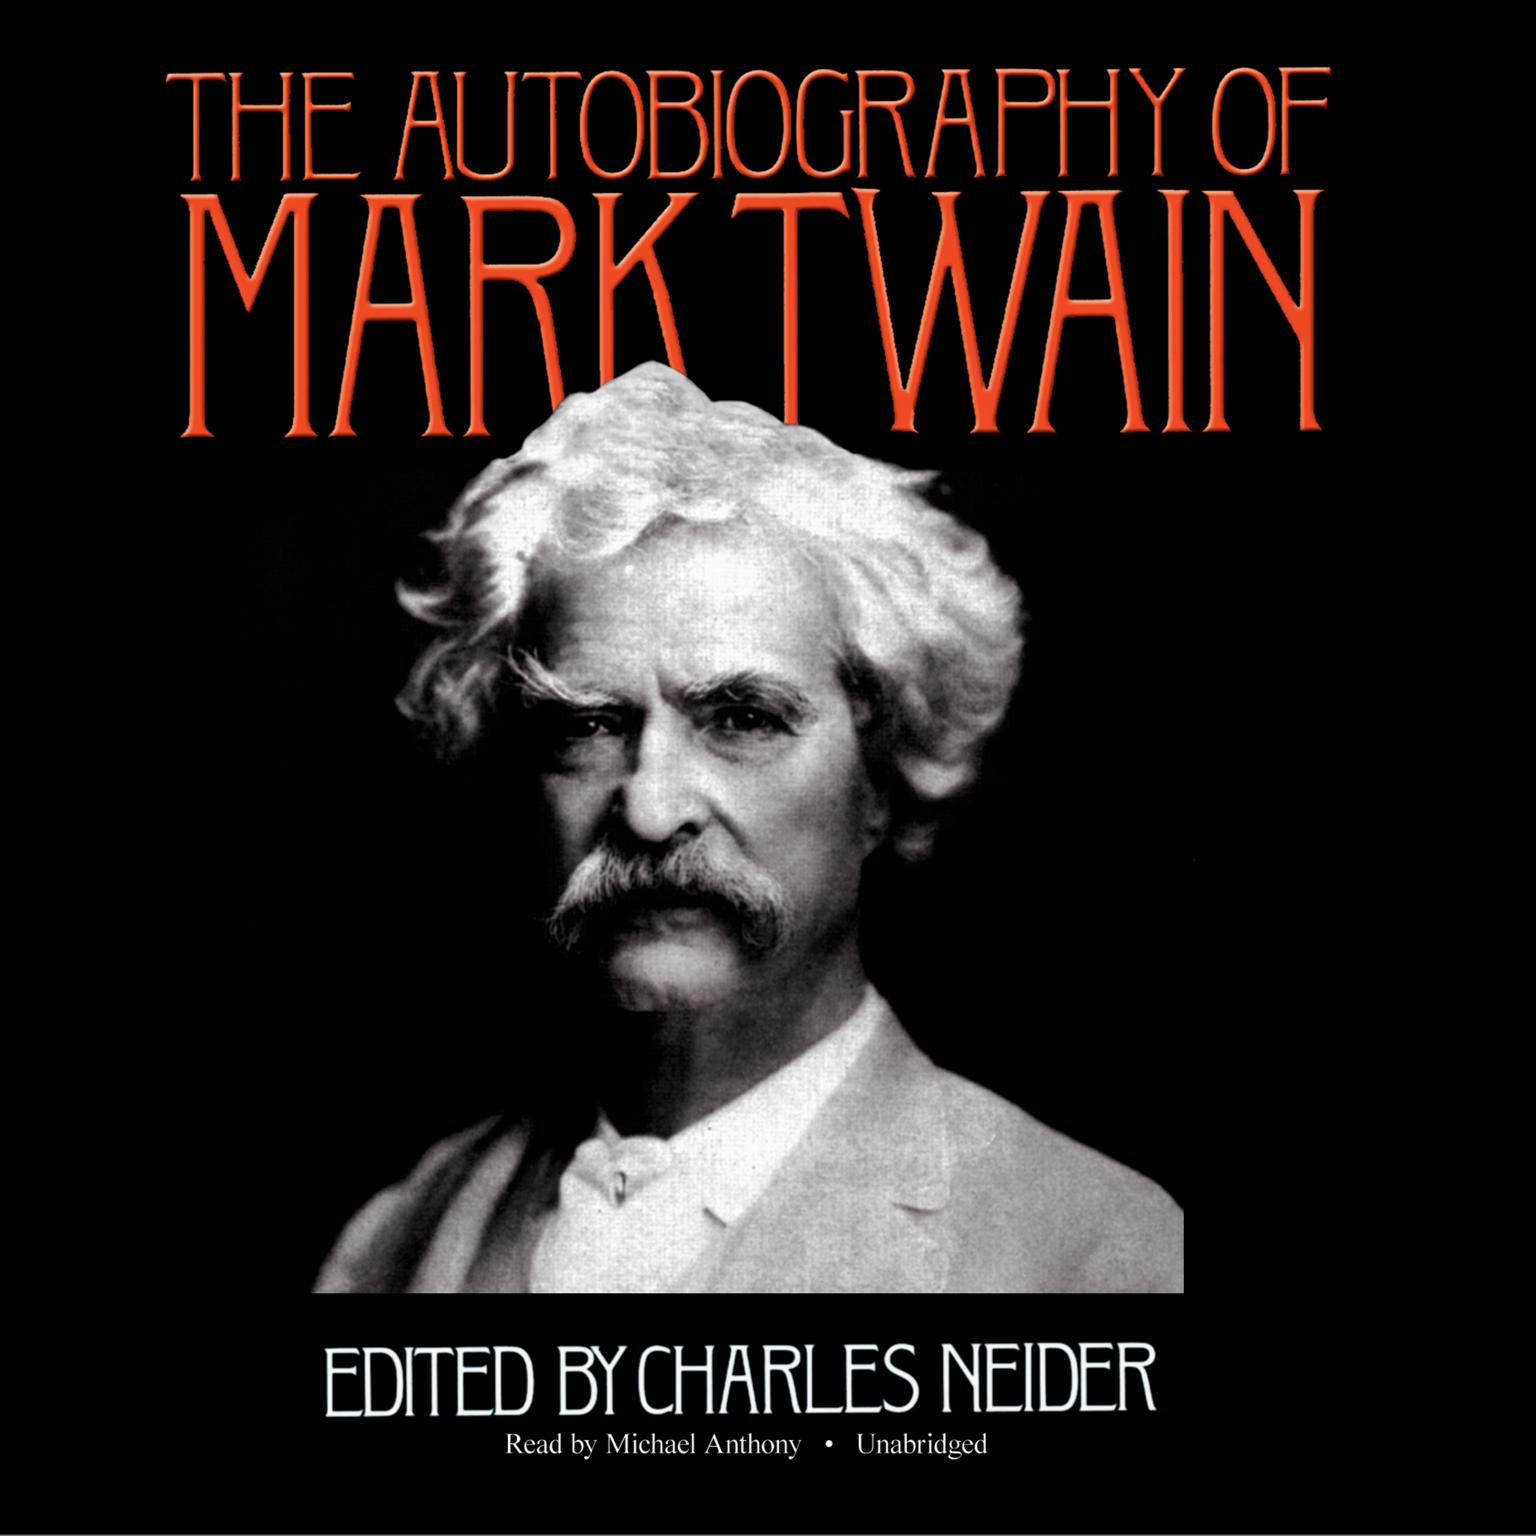 THE AUTOBIOGRAPHY OF
MARK TWAIN
EDITED BY CHARLES NEIDER
Read by Michael Anthony • Unabridged